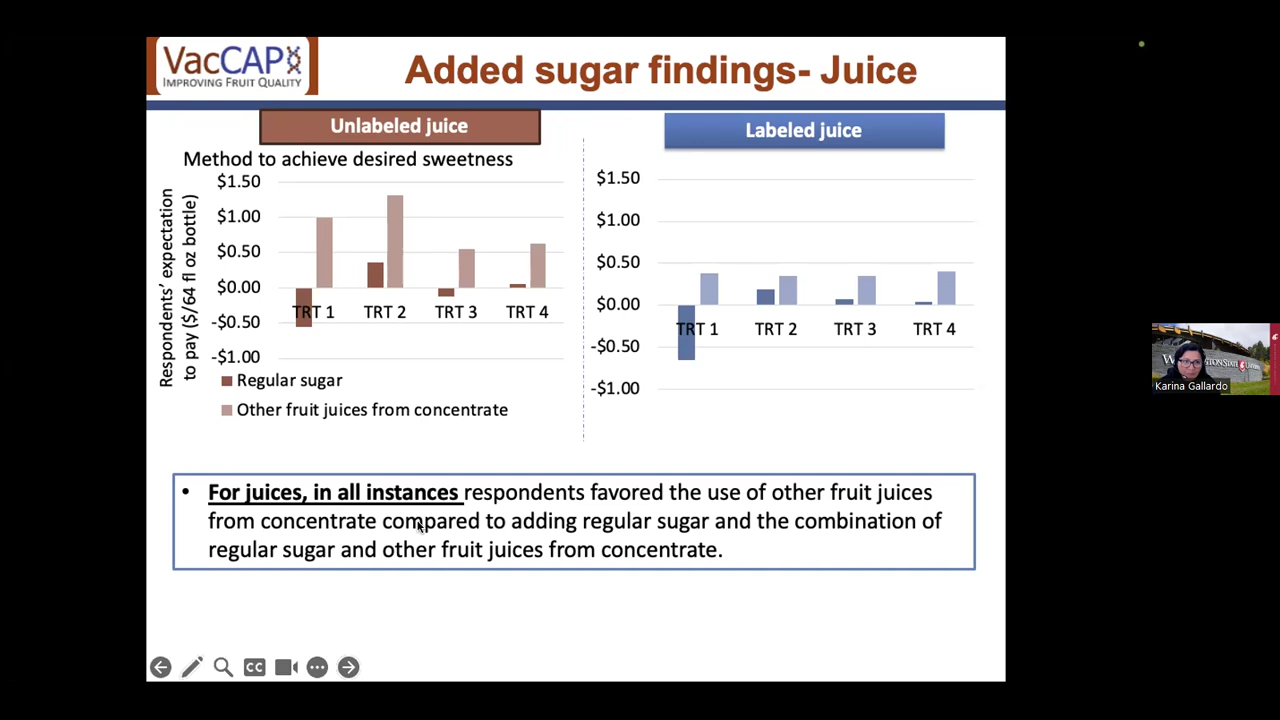 VacCAP
IMPROVING FRUIT QUALITY
Added sugar findings- Juice
Unlabeled juice
Method to achieve desired sweetness
Respondents' expectation
to pay ($/64 fl oz bottle)
$1.50
$1.00
$0.50
$0.00
-$0.50
-$1.00
TRT 1
TRT 2
TRT 3
TRT 4
Regular sugar
Other fruit juices from concentrate
Labeled juice
$1.50
$1.00
$0.50
$0.00
-$0.50
-$1.00
TRT 1
TRT 2
TRT 3
TRT 4
• For juices, in all instances respondents favored the use of other fruit juices
from concentrate compared to adding regular sugar and the combination of
regular sugar and other fruit juices from concentrate.
CC
Karina Gallardo